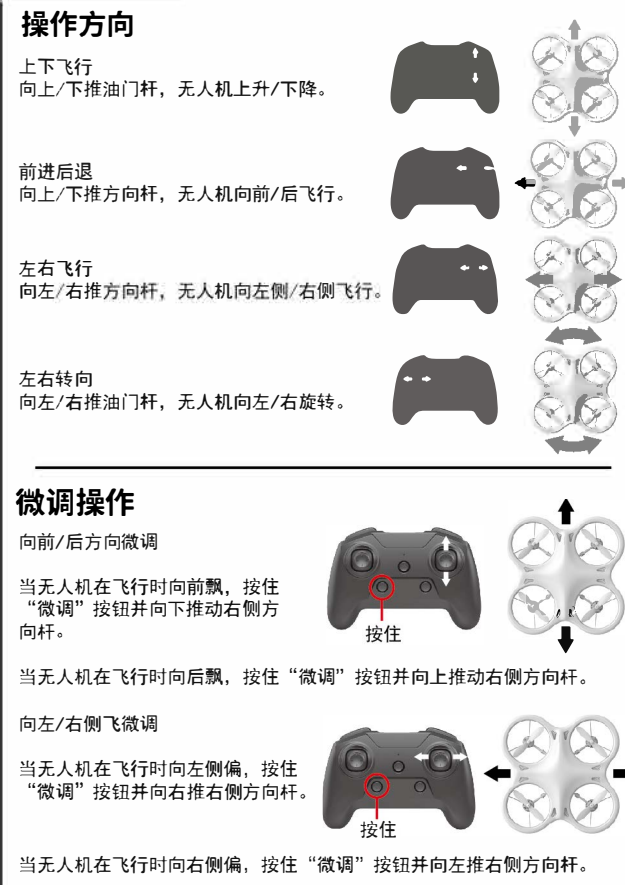 操作方向
上下飞行
向上/下推油门杆，无人机上升/下降。
前进后退
向上/下推方向杆，无人机向前/后飞行。
左右飞行
向左/右推方向杆，无人机向左侧/右侧飞行。
左右转向
向左/右推油门杆，无人机向左/右旋转。
微调操作
向前/后方向微调
当无人机在飞行时向前飘，按住
“微调”按钮并向下推动右侧方
向杆。
按住
当无人机在飞行时向后飘，按住“微调”按钮并向上推动右侧方向杆。
向左/右侧飞微调
当无人机在飞行时向左侧偏，按住
“微调”按钮并向右推右侧方向杆。
按住
当无人机在飞行时向右侧偏，按住“微调”按钮并向左推右侧方向杆。